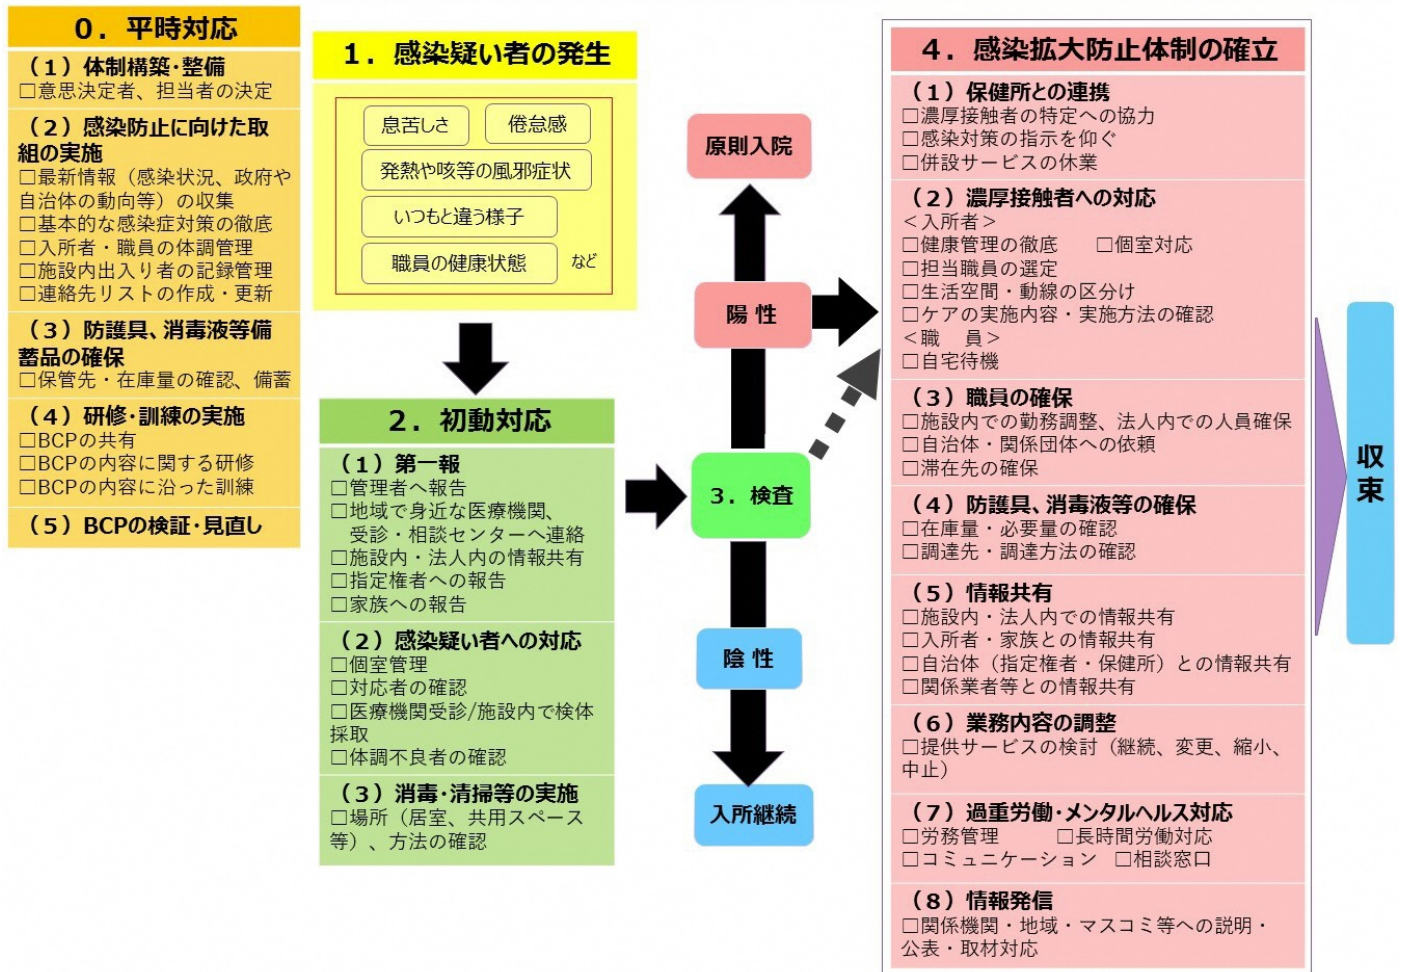 0. 平時対応
（1）体制構築・整備
□意思決定者、担当者の決定
（2）感染防止に向けた取
組の実施
□最新情報（感染状況、政府や
自治体の動向等）の収集
□基本的な感染症対策の徹底
□入所者・職員の体調管理
□施設内出入り者の記録管理
□連絡先リストの作成・更新
（3）防護具、消毒液等備
蓄品の確保
□保管先・在庫量の確認、備蓄
（4）研修・訓練の実施
□BCPの共有
□BCPの内容に関する研修
□BCPの内容に沿った訓練
（5）BCPの検証・見直し
1. 感染疑い者の発生
息苦しさ
倦怠感
発熱や咳等の風邪症状
いつもと違う様子
職員の健康状態
など
2. 初動対応
（1）第一報
□管理者へ報告
□地域で身近な医療機関、
受診・相談センターへ連絡
□施設内・法人内の情報共有
□指定権者への報告
□家族への報告
（2）感染疑い者への対応
□個室管理
□対応者の確認
□医療機関受診/施設内で検体
採取
□体調不良者の確認
（3）消毒・清掃等の実施
□場所（居室、共用スペース
等）、方法の確認
原則入院
陽 性
3. 検査
陰 性
入所継続
4. 感染拡大防止体制の確立
（1）保健所との連携
□濃厚接触者の特定への協力
□感染対策の指示を仰ぐ
□併設サービスの休業
（2）濃厚接触者への対応
＜入所者＞
□健康管理の徹底　　□個室対応
□担当職員の選定
□生活空間・動線の区分け
□ケアの実施内容・実施方法の確認
＜職　員＞
□自宅待機
（3）職員の確保
□施設内での勤務調整、法人内での人員確保
□自治体・関係団体への依頼
□滞在先の確保
（4）防護具、消毒液等の確保
□在庫量・必要量の確認
□調達先・調達方法の確認
（5）情報共有
□施設内・法人内での情報共有
□入所者・家族との情報共有
□自治体（指定権者・保健所）との情報共有
□関係業者等との情報共有
（6）業務内容の調整
□提供サービスの検討（継続、変更、縮小、
中止）
（7）過重労働・メンタルヘルス対応
□労務管理　　　□長時間労働対応
□コミュニケーション　□相談窓口
（8）情報発信
□関係機関・地域・マスコミ等への説明・
公表・取材対応
収束